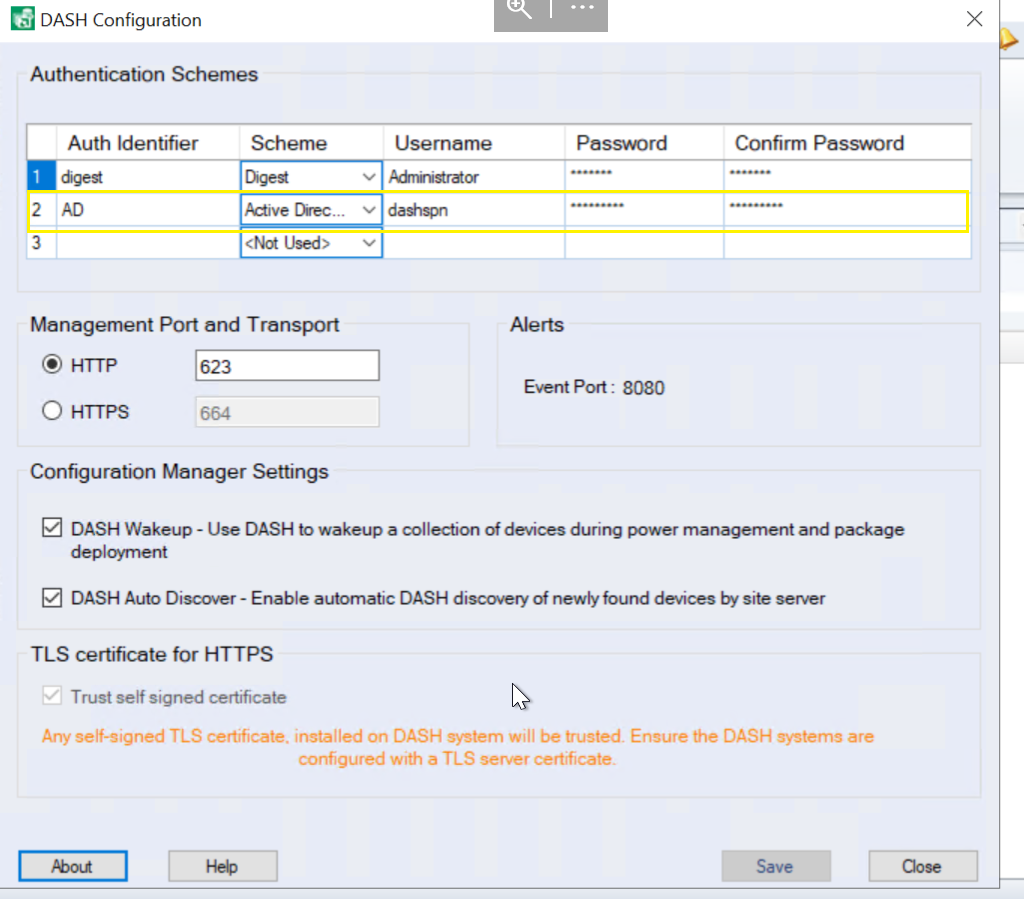 DASH Configuration
Authentication Schemes
Auth Identifier Scheme Username Password Confirm Password
1 digest Digest Administrator ******* *******
2 AD Active Direc... dashspn ********* *********
3 <Not Used>
Management Port and Transport
HTTP 623
HTTPS 664
Alerts
Event Port : 8080
Configuration Manager Settings
DASH Wakeup - Use DASH to wakeup a collection of devices during power management and package
deployment
DASH Auto Discover - Enable automatic DASH discovery of newly found devices by site server
TLS certificate for HTTPS
Trust self signed certificate
Any self-signed TLS certificate, installed on DASH system will be trusted. Ensure the DASH systems are
configured with a TLS server certificate.
About Help Save Close